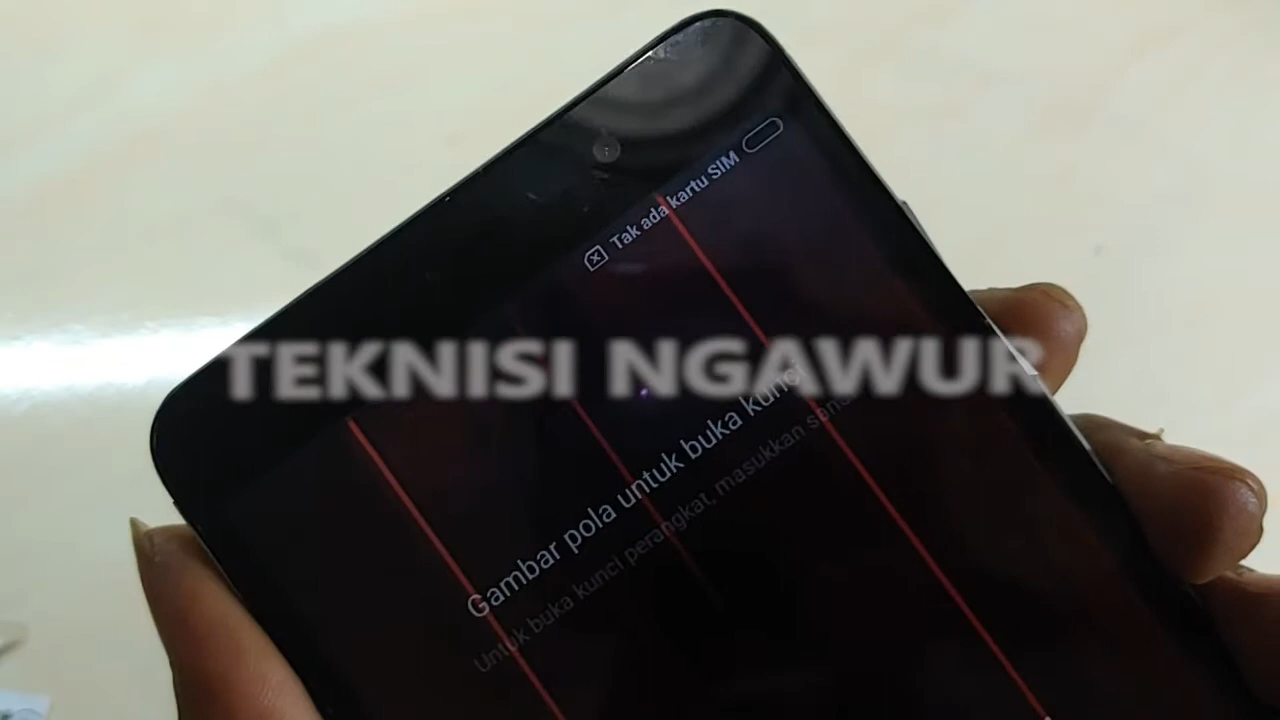 Tak ada kartu SIM
TEKNISI NGAWUR
Gambar pola untuk buka kunci
Untuk buka kunci perangkat, masukkan